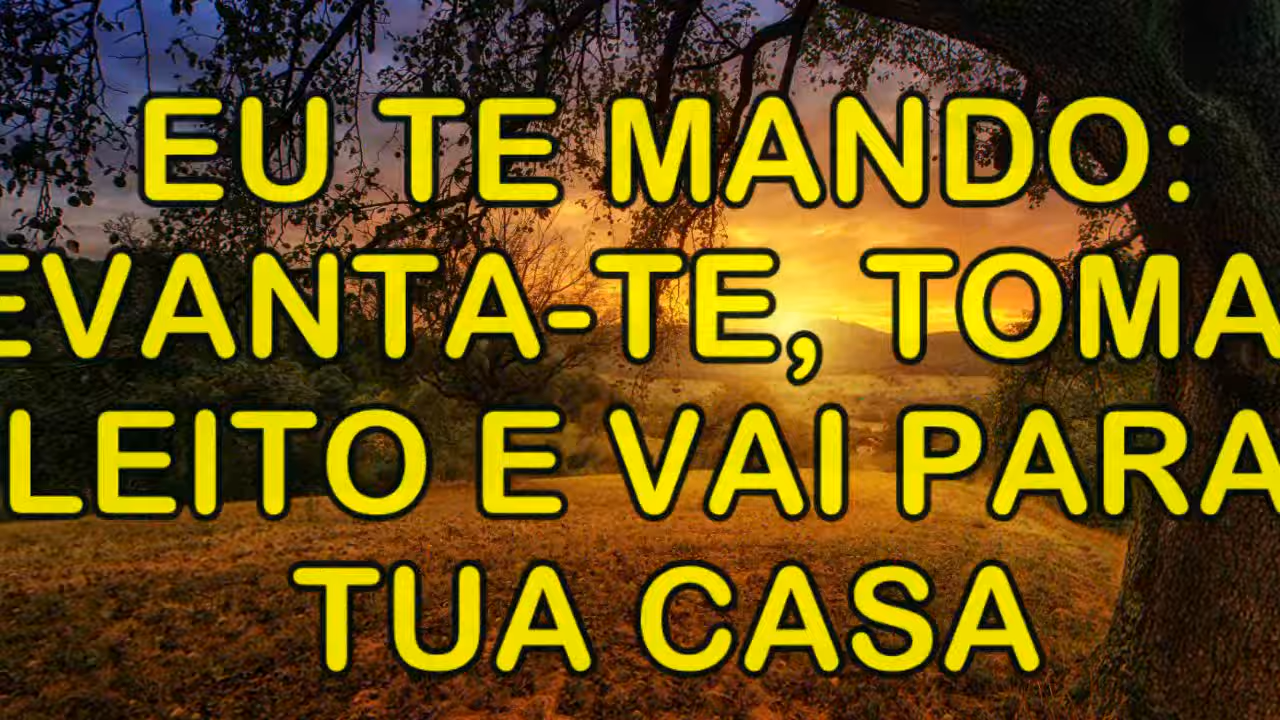 EU TE MANDO:
EVANTA-TE, TOMA
LEITO E VAI PARA
TUA CASA